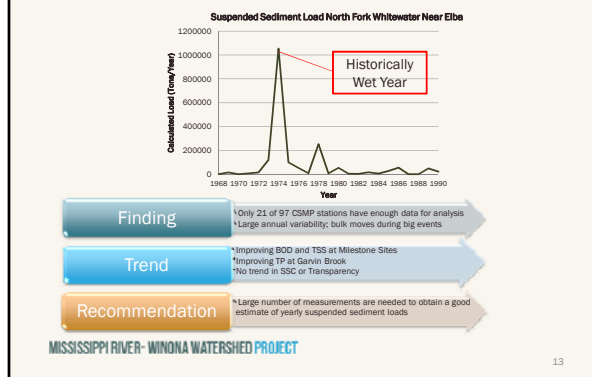 Suspended Sediment Load North Fork Whitewater Near Elba
1200000
1000000
800000
600000
400000
200000
0
Calculated Load (Tons/Year)
Historically
Wet Year
1968 1970 1972 1974 1976 1978 1980 1982 1984 1986 1988 1990
Year
Finding
Only 21 of 97 CSMP stations have enough data for analysis
Large annual variability; bulk moves during big events
Trend
Improving BOD and TSS at Milestone Sites
Improving TP at Garvin Brook
No trend in SSC or Transparency
Recommendation
Large number of measurements are needed to obtain a good
estimate of yearly suspended sediment loads
MISSISSIPPI RIVER- WINONA WATERSHED PROJECT
13